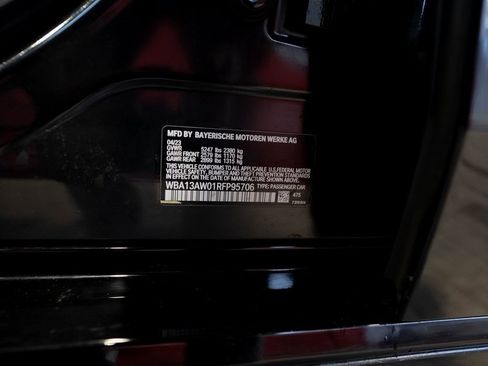 MFD BY BAYERISCHE MOTOREN WERKE AG
04/23
GVWR 5247 lbs 2380 kg
GAWR FRONT 2579 lbs 1170 kg
GAWR REAR 2899 lbs 1315 kg
THIS VEHICLE CONFORMS TO ALL APPLICABLE U.S. FEDERAL MOTOR
VEHICLE SAFETY, BUMPER AND THEFT PREVENTION STANDARDS
IN EFFECT ON THE DATE OF MANUFACTURE SHOWN ABOVE.
WBA13AW01RFP95706 TYPE: PASSENGER CAR
475